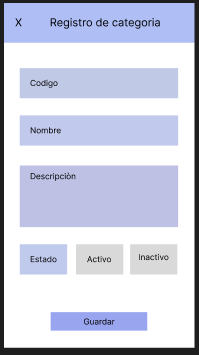 X Registro de categoria
Codigo
Nombre
Descripciòn
Estado Activo Inactivo
Guardar